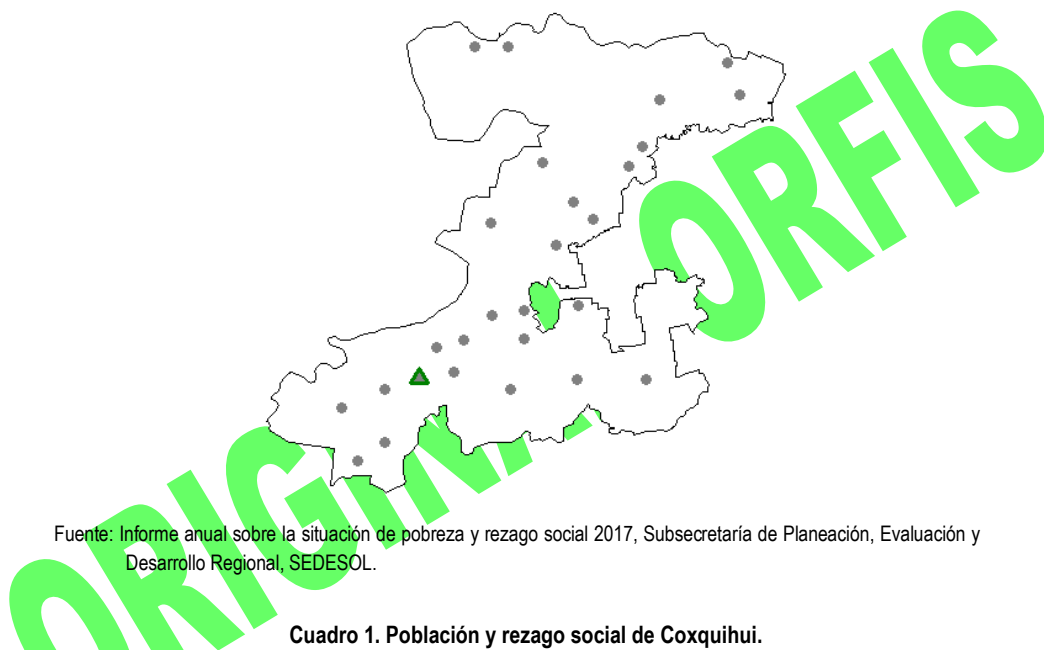 ORIGINAL ORFIS
Fuente: Informe anual sobre la situación de pobreza y rezago social 2017, Subsecretaría de Planeación, Evaluación y
Desarrollo Regional, SEDESOL.
Cuadro 1. Población y rezago social de Coxquihui.